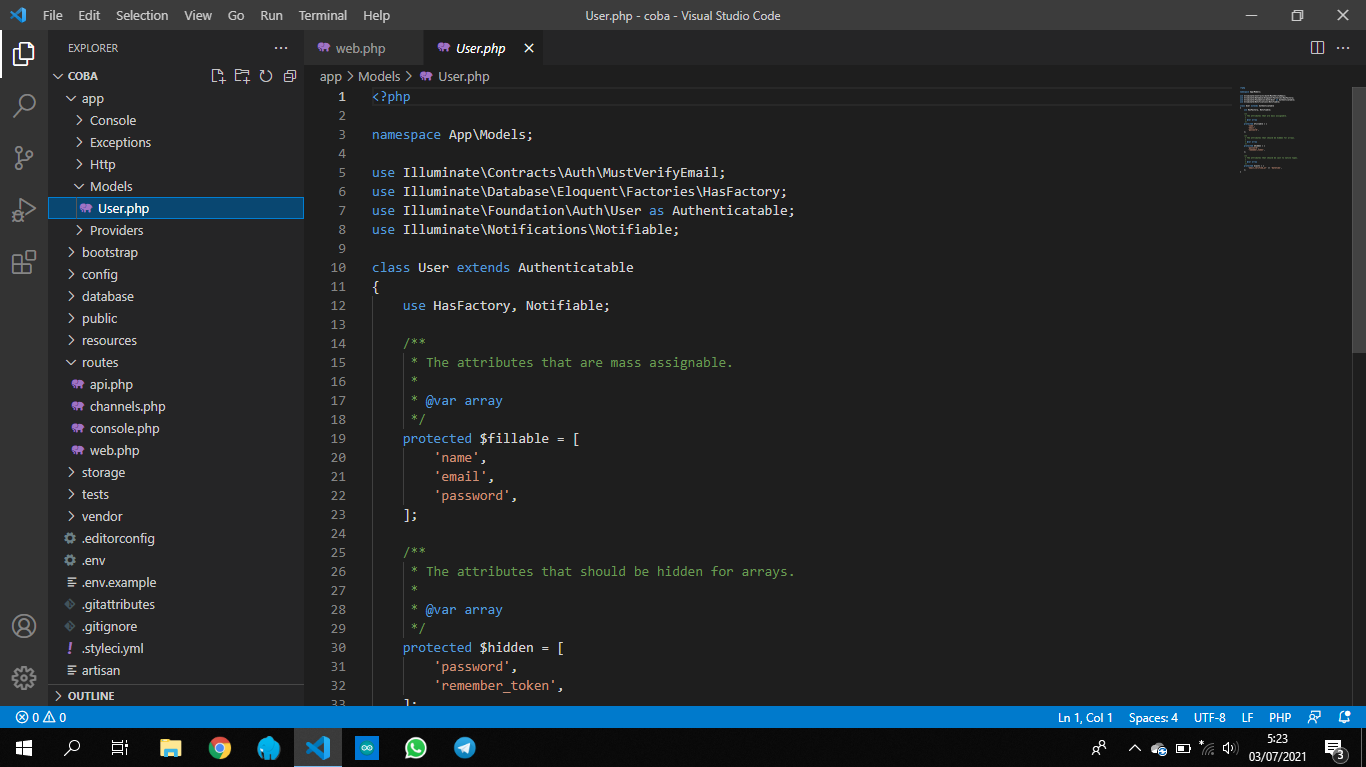 File Edit Selection View Go Run Terminal Help
User.php - coba - Visual Studio Code
EXPLORER
COBA
app
Console
Exceptions
Http
Models
User.php
Providers
bootstrap
config
database
public
resources
routes
api.php
channels.php
console.php
web.php
storage
tests
vendor
.editorconfig
.env
.env.example
.gitattributes
.gitignore
.styleci.yml
artisan
OUTLINE
web.php User.php
app > Models > User.php
1 <?php
2
3 namespace App\Models;
4
5 use Illuminate\Contracts\Auth\MustVerifyEmail;
6 use Illuminate\Database\Eloquent\Factories\HasFactory;
7 use Illuminate\Foundation\Auth\User as Authenticatable;
8 use Illuminate\Notifications\Notifiable;
9
10 class User extends Authenticatable
11 {
12 use HasFactory, Notifiable;
13
14 /**
15 * The attributes that are mass assignable.
16 *
17 * @var array
18 */
19 protected $fillable = [
20 'name',
21 'email',
22 'password',
23 ];
24
25 /**
26 * The attributes that should be hidden for arrays.
27 *
28 * @var array
29 */
30 protected $hidden = [
31 'password',
32 'remember_token',
33 ];
0 0
Ln 1, Col 1 Spaces: 4 UTF-8 LF PHP
5:23
03/07/2021
3